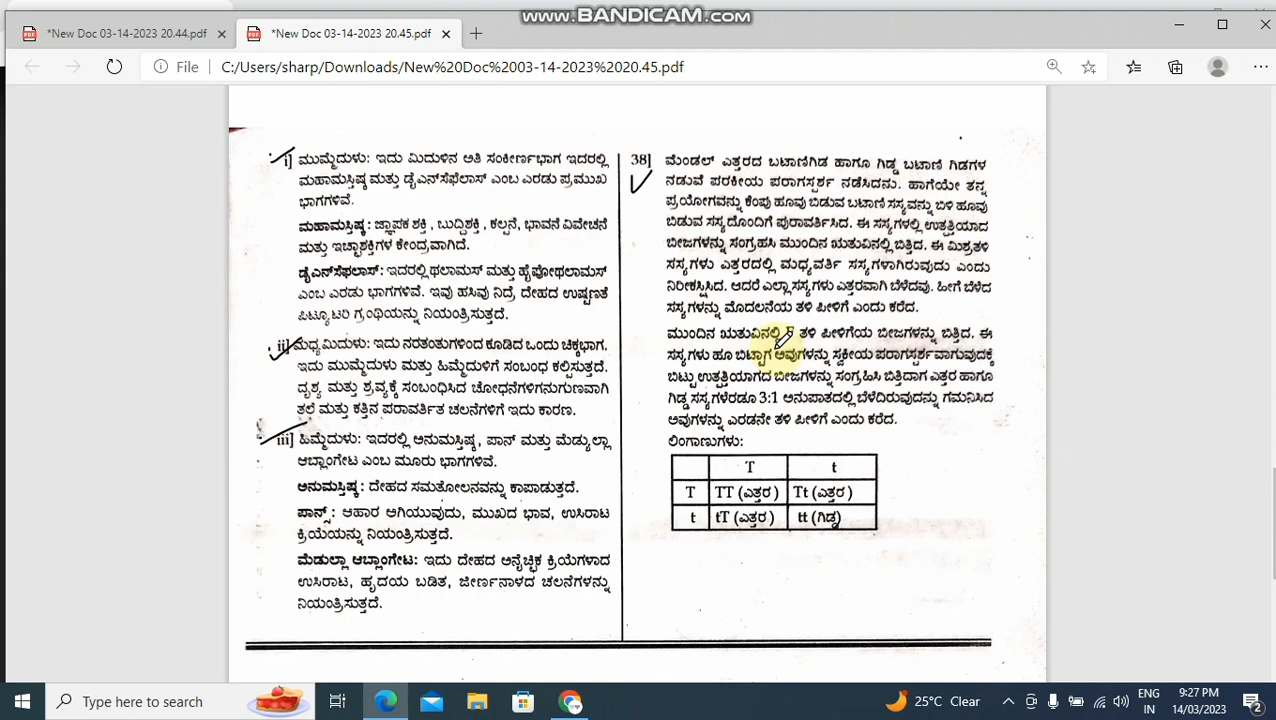 www.BANDICAM.com
*New Doc 03-14-2023 20.44.pdf
*New Doc 03-14-2023 20.45.pdf
File
C:/Users/sharp/Downloads/New%20Doc%2003-14-2023%2020.45.pdf
i] ಮುಮ್ಮೆದುಳು: ಇದು ಮಿದುಳಿನ ಅತಿ ಸಂಕೀರ್ಣಭಾಗ ಇದರಲ್ಲಿ
ಮಹಾಮಸ್ತಿಷ್ಕ ಮತ್ತು ಡೈಎನ್‌ಸೆಫೆಲಾಸ್ ಎಂಬ ಎರಡು ಪ್ರಮುಖ
ಭಾಗಗಳಿವೆ.
ಮಹಾಮಸ್ತಿಷ್ಕ: ಜ್ಞಾಪಕ ಶಕ್ತಿ, ಬುದ್ದಿಶಕ್ತಿ, ಕಲ್ಪನೆ, ಭಾವನೆ ವಿವೇಚನೆ
ಮತ್ತು ಇಚ್ಛಾಶಕ್ತಿಗಳ ಕೇಂದ್ರವಾಗಿದೆ.
ಡೈಎನ್‌ಸೆಫಲಾಸ್: ಇದರಲ್ಲಿ ಥಲಾಮಸ್ ಮತ್ತು ಹೈಪೋಥಲಾಮಸ್
ಎಂಬ ಎರಡು ಭಾಗಗಳಿವೆ. ಇವು ಹಸಿವು ನಿದ್ರೆ ದೇಹದ ಉಷ್ಣಣತೆ
ಪಿಟ್ಯೂಟರಿ ಗ್ರಂಥಿಯನ್ನು ನಿಯಂತ್ರಿಸುತ್ತದೆ.
ii] ಮಧ್ಯಮಿದುಳು: ಇದು ನರತಂತುಗಳಿಂದ ಕೂಡಿದ ಒಂದು ಚಿಕ್ಕಭಾಗ,
ಇದು ಮುಮ್ಮೆದುಳು ಮತ್ತು ಹಿಮ್ಮೆದುಳಿಗೆ ಸಂಬಂಧ ಕಲ್ಪಿಸುತ್ತದೆ.
ದೃಶ್ಯ ಮತ್ತು ಶ್ರವ್ಯಕ್ಕೆ ಸಂಬಂಧಿಸಿದ ಚೋಧನೆಗಳಿಗನುಗುಣವಾಗಿ
ತಲೆ ಮತ್ತು ಕತ್ತಿನ ಪರಾವರ್ತಿತ ಚಲನೆಗಳಿಗೆ ಇದು ಕಾರಣ.
iii] ಹಿಮ್ಮೆದುಳು: ಇದರಲ್ಲಿ ಅನುಮಸ್ತಿಷ್ಕ, ಪಾನ್ ಮತ್ತು ಮೆಡ್ಯುಲ್ಲಾ
ಆಬ್ಲಾಂಗೇಟ ಎಂಬ ಮೂರು ಭಾಗಗಳಿವೆ.
ಅನುಮಸ್ತಿಷ್ಕ: ದೇಹದ ಸಮತೋಲನವನ್ನು ಕಾಪಾಡುತ್ತದೆ.
ಪಾನ್ಸ್: ಆಹಾರ ಅಗಿಯುವುದು, ಮುಖದ ಭಾವ, ಉಸಿರಾಟ
ಕ್ರಿಯೆಯನ್ನು ನಿಯಂತ್ರಿಸುತ್ತದೆ.
ಮೆಡುಲ್ಲಾ ಆಬ್ಲಾಂಗೇಟ: ಇದು ದೇಹದ ಅನೈಚ್ಛಿಕ ಕ್ರಿಯೆಗಳಾದ
ಉಸಿರಾಟ, ಹೃದಯ ಬಡಿತ, ಜೀರ್ಣನಾಳದ ಚಲನೆಗಳನ್ನು
ನಿಯಂತ್ರಿಸುತ್ತದೆ.
38] ಮೆಂಡಲ್ ಎತ್ತರದ ಬಟಾಣಿಗಿಡ ಹಾಗೂ ಗಿಡ್ಡ ಬಟಾಣಿ ಗಿಡಗಳ
ನಡುವೆ ಪರಕೀಯ ಪರಾಗಸ್ಪರ್ಶ ನಡೆಸಿದನು. ಹಾಗೆಯೇ ತನ್ನ
ಪ್ರಯೋಗವನ್ನು ಕೆಂಪು ಹೂವು ಬಿಡುವ ಬಟಾಣಿ ಸಸ್ಯವನ್ನು ಬಿಳಿ ಹೂವು
ಬಿಡುವ ಸಸ್ಯದೊಂದಿಗೆ ಪುರಾವರ್ತಿಸಿದ. ಈ ಸಸ್ಯಗಳಲ್ಲಿ ಉತ್ಪತ್ತಿಯಾದ
ಬೀಜಗಳನ್ನು ಸಂಗ್ರಹಸಿ ಮುಂದಿನ ಋತುವಿನಲ್ಲಿ ಬಿತ್ತಿದ. ಈ ಮಿಶ್ರತಳಿ
ಸಸ್ಯಗಳು ಎತ್ತರದಲ್ಲಿ ಮಧ್ಯವರ್ತಿ ಸಸ್ಯಗಳಾಗಿರುವುದು ಎಂದು
ನಿರೀಕ್ಷಿಸಿದ. ಆದರೆ ಎಲ್ಲಾ ಸಸ್ಯಗಳು ಎತ್ತರವಾಗಿ ಬೆಳೆದವು. ಹೀಗೆ ಬೆಳೆದ
ಸಸ್ಯಗಳನ್ನು ಮೊದಲನೆಯ ತಳಿ ಪೀಳಿಗೆ ಎಂದು ಕರೆದ.
ಮುಂದಿನ ಋತುವಿನಲ್ಲಿ ತಳಿ ಪೀಳಿಗೆಯ ಬೀಜಗಳನ್ನು ಬಿತ್ತಿದ. ಈ
ಸಸ್ಯಗಳು ಹೂ ಬಿಟ್ಟಾಗ ಅವುಗಳನ್ನು ಸ್ವಕೀಯ ಪರಾಗಸ್ಪರ್ಶವಾಗುವುದಕ್ಕೆ
ಬಿಟ್ಟು ಉತ್ಪತ್ತಿಯಾಗದ ಬೀಜಗಳನ್ನು ಸಂಗ್ರಹಿಸಿ ಬಿತ್ತಿದಾಗ ಎತ್ತರ ಹಾಗೂ
ಗಿಡ್ಡ ಸಸ್ಯಗಳೆರಡೂ 3:1 ಅನುಪಾತದಲ್ಲಿ ಬೆಳೆದಿರುವುದನ್ನು ಗಮನಿಸಿದ
ಅವುಗಳನ್ನು ಎರಡನೇ ತಳಿ ಪೀಳಿಗೆ ಎಂದು ಕರೆದ.
ಲಿಂಗಾಣುಗಳು:
T t
T TT (ಎತ್ತರ) Tt (ಎತ್ತರ)
t tT (ಎತ್ತರ) tt (ಗಿಡ್ಡ)
Type here to search
25°C Clear
ENG
IN
9:27 PM
14/03/2023
2